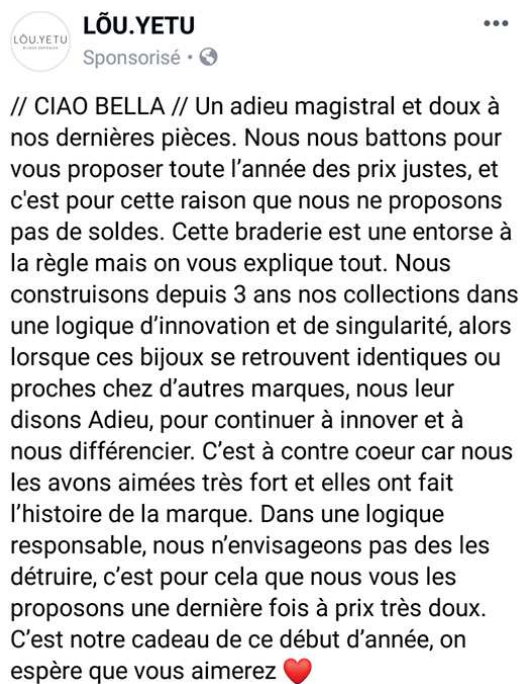 LÕU.YETU
LÕU.YETU
Sponsorisé ·
// CIAO BELLA // Un adieu magistral et doux à
nos dernières pièces. Nous nous battons pour
vous proposer toute l’année des prix justes, et
c'est pour cette raison que nous ne proposons
pas de soldes. Cette braderie est une entorse à
la règle mais on vous explique tout. Nous
construisons depuis 3 ans nos collections dans
une logique d’innovation et de singularité, alors
lorsque ces bijoux se retrouvent identiques ou
proches chez d’autres marques, nous leur
disons Adieu, pour continuer à innover et à
nous différencier. C’est à contre coeur car nous
les avons aimées très fort et elles ont fait
l’histoire de la marque. Dans une logique
responsable, nous n’envisageons pas des les
détruire, c’est pour cela que nous vous les
proposons une dernière fois à prix très doux.
C’est notre cadeau de ce début d’année, on
espère que vous aimerez ❤️